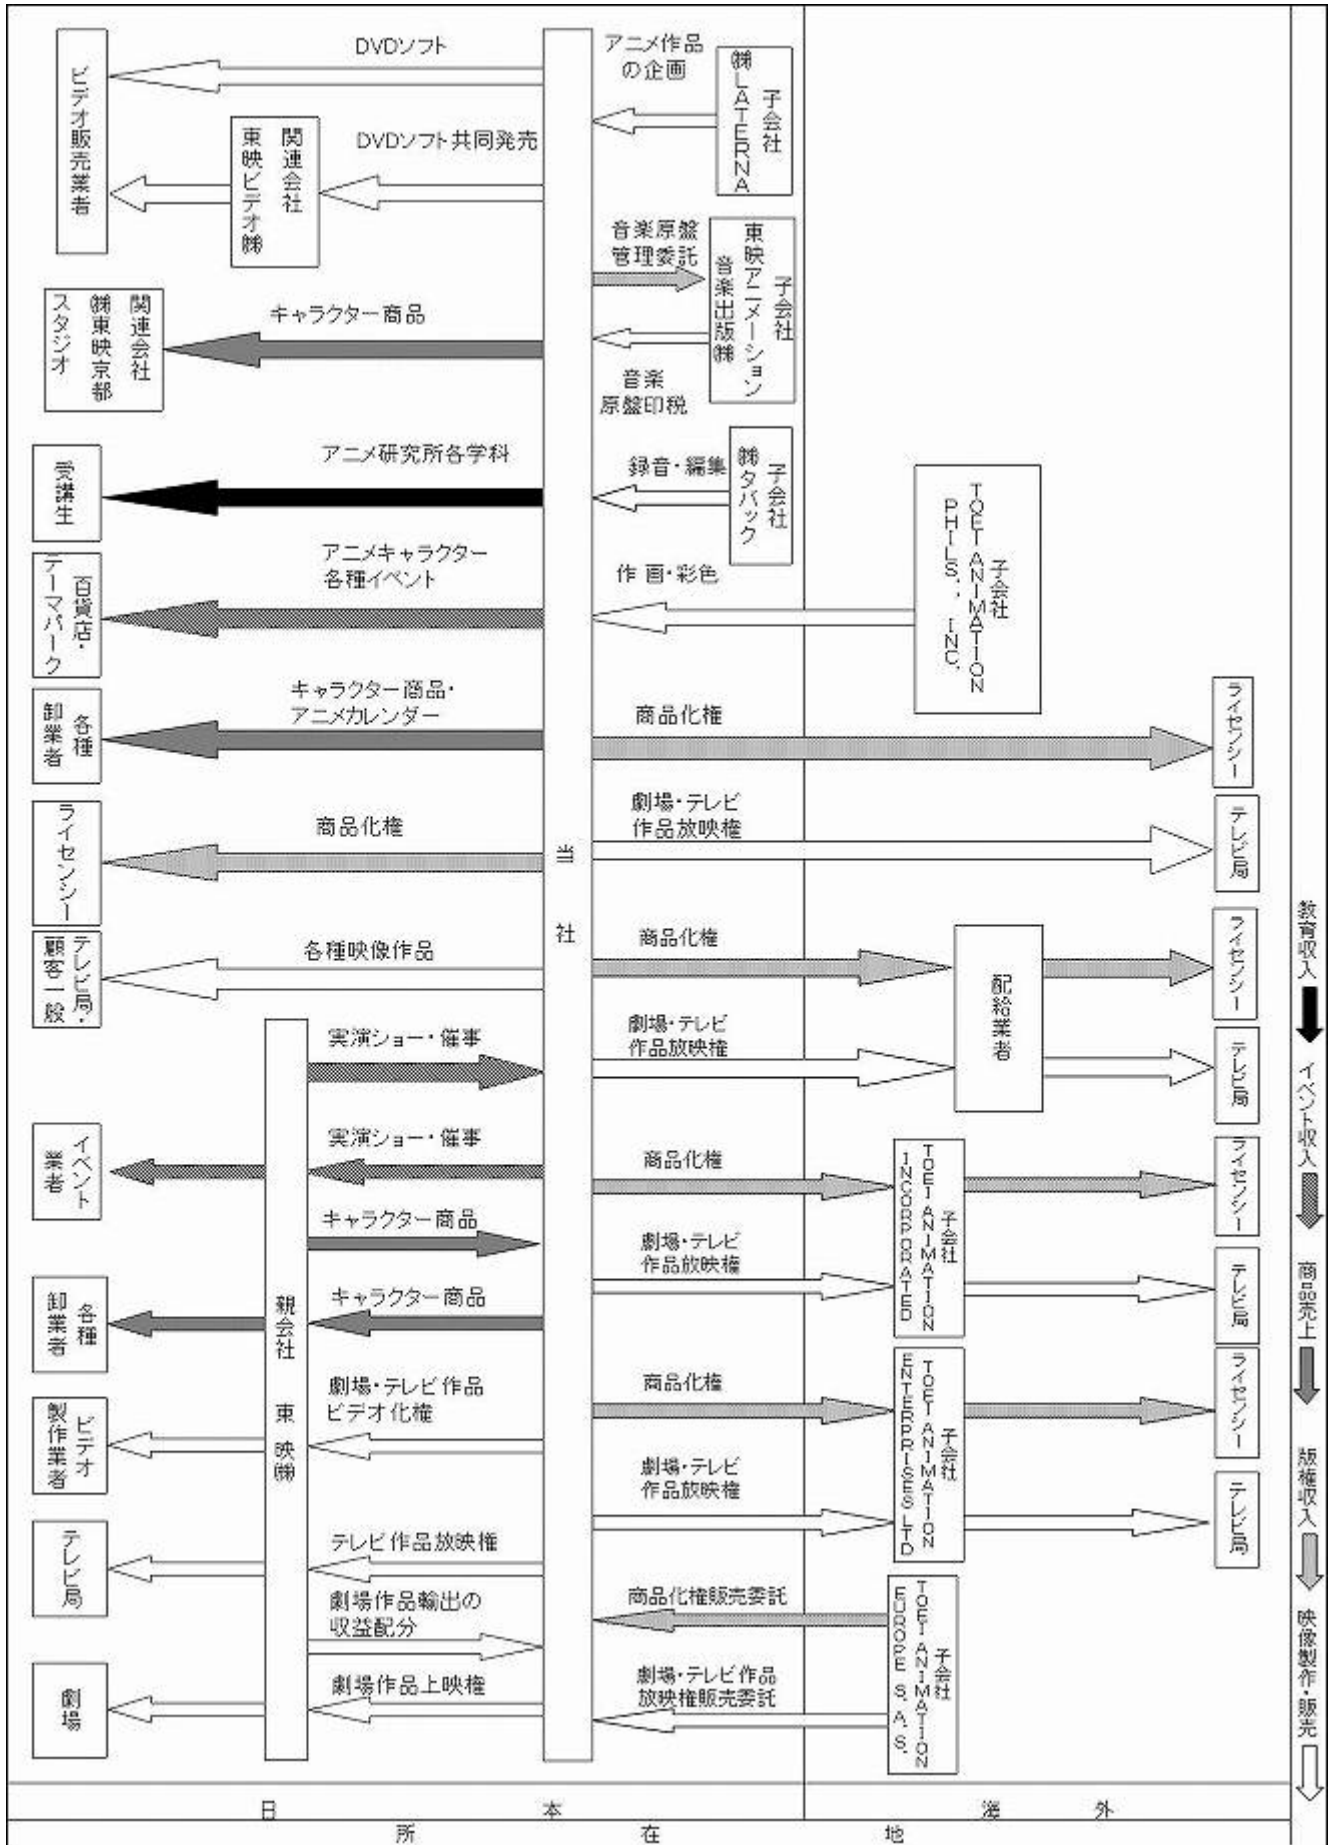 DVDソフト
ビデオ販売業者
DVDソフト共同発売
関連会社
東映ビデオ㈱
キャラクター商品
関連会社
㈱東映京都
スタジオ
アニメ研究所各学科
受講生
アニメキャラクター
各種イベント
百貨店・
テーマパーク
キャラクター商品・
アニメカレンダー
各種
卸業者
商品化権
ライセンシー
各種映像作品
テレビ局・
顧客一般
実演ショー・催事
実演ショー・催事
イベント
業者
キャラクター商品
キャラクター商品
各種
卸業者
劇場・テレビ作品
ビデオ化権
ビデオ
製作業者
テレビ作品放映権
テレビ局
劇場作品輸出の
収益配分
劇場作品上映権
劇場
親会社 東映㈱
当社
アニメ作品
の企画
子会社
㈱LATERNA
音楽原盤
管理委託
子会社
東映アニメーション
音楽出版㈱
音楽
原盤印税
録音・編集
子会社
㈱タバック
作画・彩色
子会社
TOEI ANIMATION
PHILS., INC.
商品化権
ライセンシー
劇場・テレビ
作品放映権
テレビ局
商品化権
配給業者
ライセンシー
劇場・テレビ
作品放映権
テレビ局
商品化権
子会社
TOEI ANIMATION
INCORPORATED
ライセンシー
劇場・テレビ
作品放映権
テレビ局
商品化権
子会社
TOEI ANIMATION
ENTERPRISES LTD
ライセンシー
劇場・テレビ
作品放映権
テレビ局
商品化権販売委託
子会社
TOEI ANIMATION
EUROPE S.A.S.
劇場・テレビ作品
放映権販売委託
教育収入
イベント収入
商品売上
版権収入
映像製作・販売
日本
海外
所在地